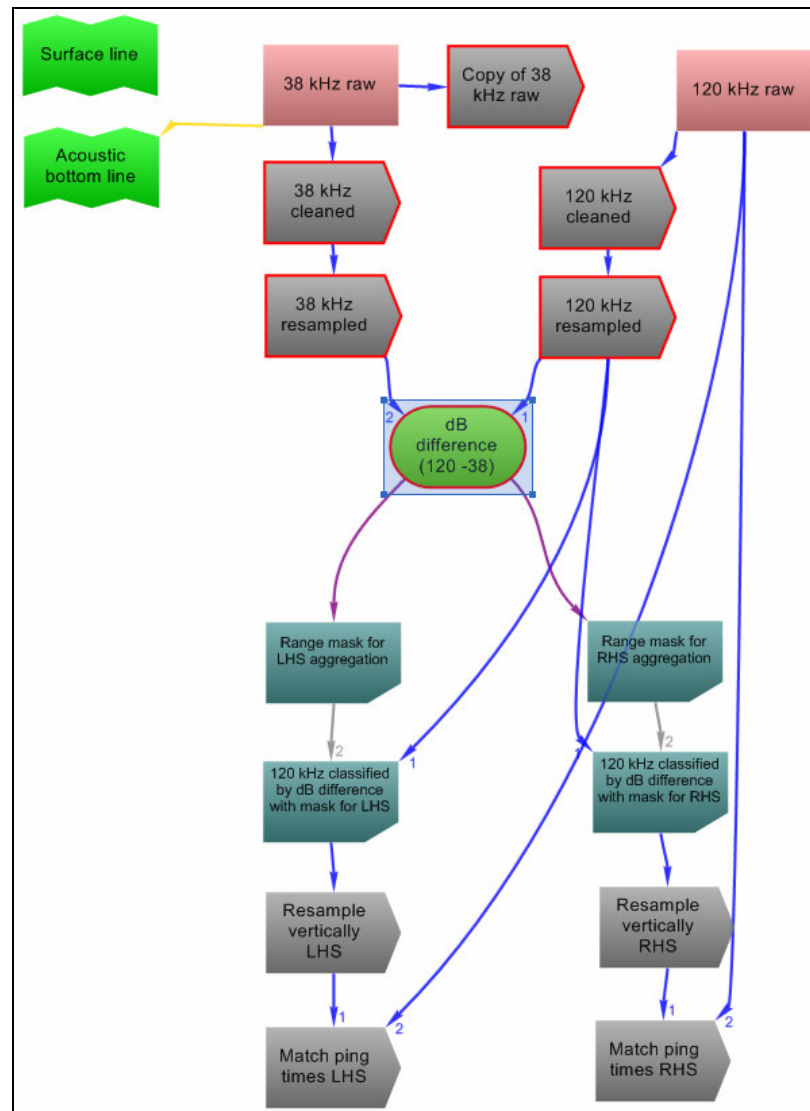 Surface line
38 kHz raw
Copy of 38
kHz raw
120 kHz raw
Acoustic
bottom line
38 kHz
cleaned
120 kHz
cleaned
38 kHz
resampled
120 kHz
resampled
2
1
dB
difference
(120 -38)
Range mask for
LHS aggregation
Range mask for
RHS aggregation
2
1
2
1
120 kHz classified
by dB difference
with mask for LHS
120 kHz classified
by dB difference
with mask for RHS
Resample
vertically
LHS
Resample
vertically
RHS
1
2
1
2
Match ping
times LHS
Match ping
times RHS